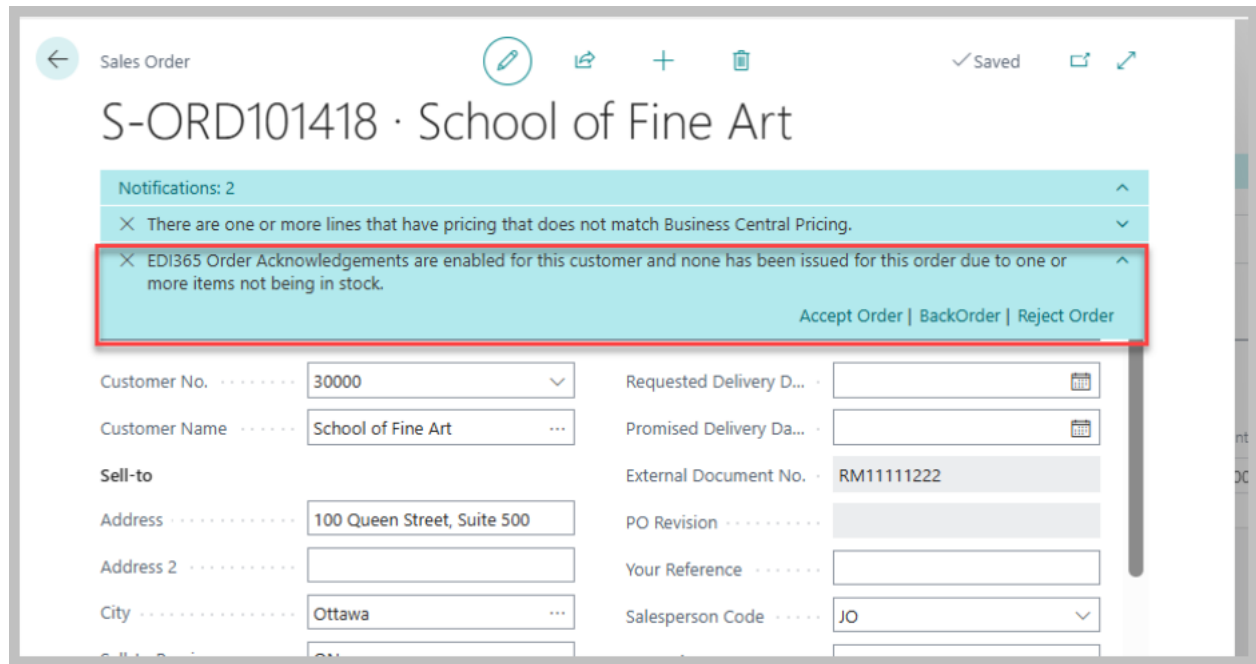 Sales Order
Saved
S-ORD101418 · School of Fine Art
Notifications: 2
There are one or more lines that have pricing that does not match Business Central Pricing.
EDI365 Order Acknowledgements are enabled for this customer and none has been issued for this order due to one or
more items not being in stock.
Accept Order | BackOrder | Reject Order
Customer No. 30000
Requested Delivery D...
Customer Name School of Fine Art
Promised Delivery Da...
Sell-to
External Document No. RM11111222
Address 100 Queen Street, Suite 500
PO Revision
Address 2
Your Reference
City Ottawa
Salesperson Code JO